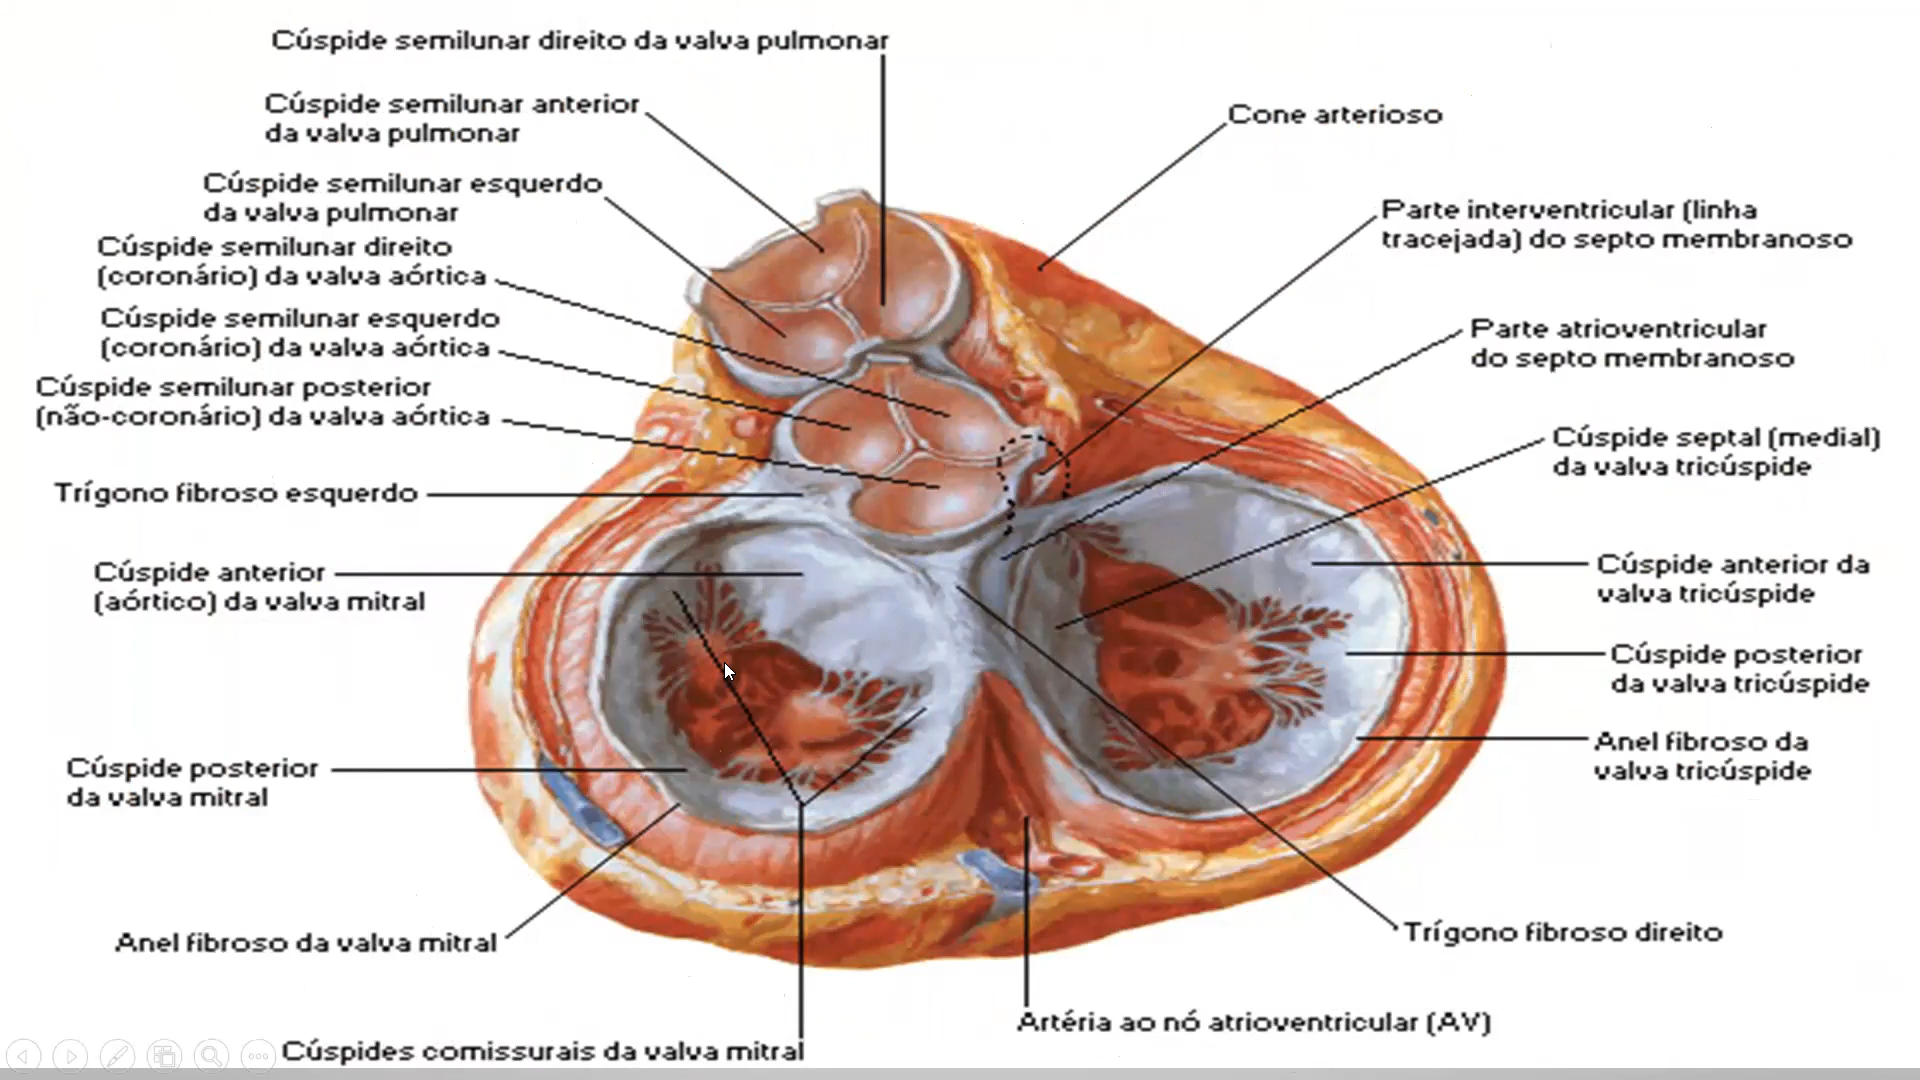 Cúspide semilunar direito da valva pulmonar
Cúspide semilunar anterior
da valva pulmonar
Cúspide semilunar esquerdo
da valva pulmonar
Cúspide semilunar direito
(coronário) da valva aórtica
Cúspide semilunar esquerdo
(coronário) da valva aórtica
Cúspide semilunar posterior
(não-coronário) da valva aórtica
Trígono fibroso esquerdo
Cúspide anterior
(aórtico) da valva mitral
Cúspide posterior
da valva mitral
Anel fibroso da valva mitral
Cúspides comissurais da valva mitral
Cone arterioso
Parte interventricular (linha
tracejada) do septo membranoso
Parte atrioventricular
do septo membranoso
Cúspide septal (medial)
da valva tricúspide
Cúspide anterior da
valva tricúspide
Cúspide posterior
da valva tricúspide
Anel fibroso da
valva tricúspide
Trígono fibroso direito
Artéria ao nó atrioventricular (AV)